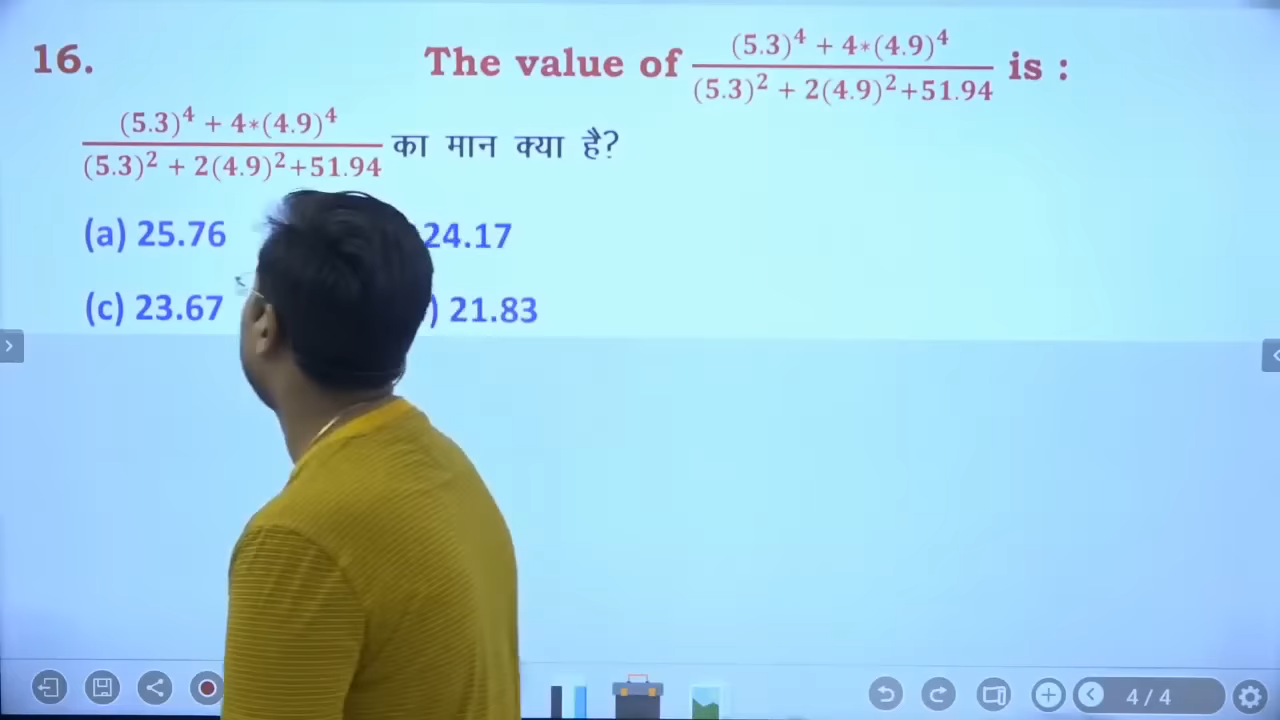 16. The value of \frac{(5.3)^4 + 4*(4.9)^4}{(5.3)^2 + 2(4.9)^2+51.94} is :
\frac{(5.3)^4 + 4*(4.9)^4}{(5.3)^2 + 2(4.9)^2+51.94} का मान क्या है?
(a) 25.76 24.17
(c) 23.67 ) 21.83
4 / 4